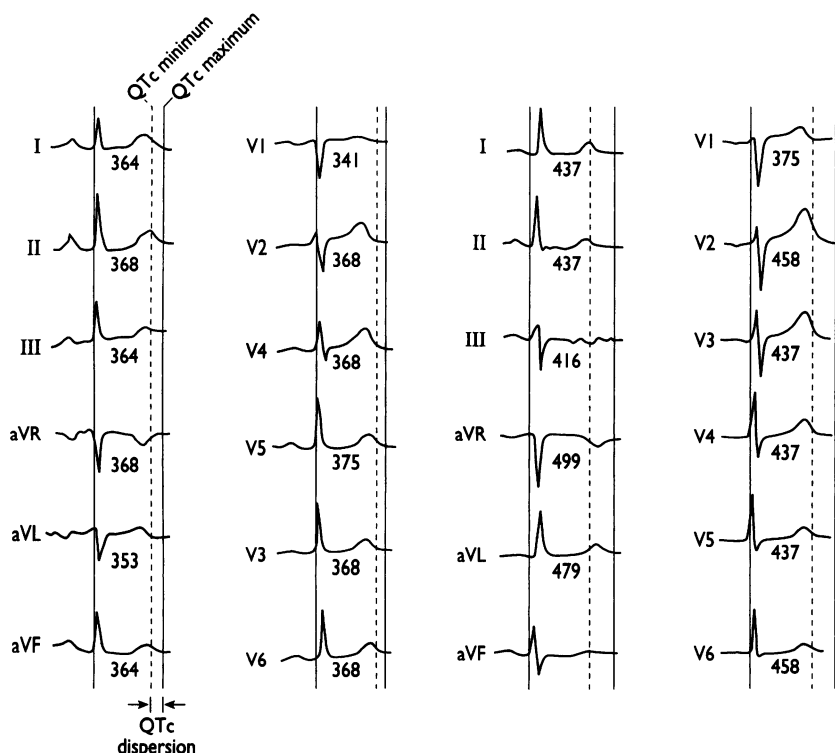 QTc minimum
QTc maximum
I
364
II
368
III
364
aVR
368
aVL
353
aVF
364
QTc
dispersion
V1
341
V2
368
V4
368
V5
375
V3
368
V6
368
I
437
II
437
III
416
aVR
499
aVL
479
aVF
V1
375
V2
458
V3
437
V4
437
V5
437
V6
458